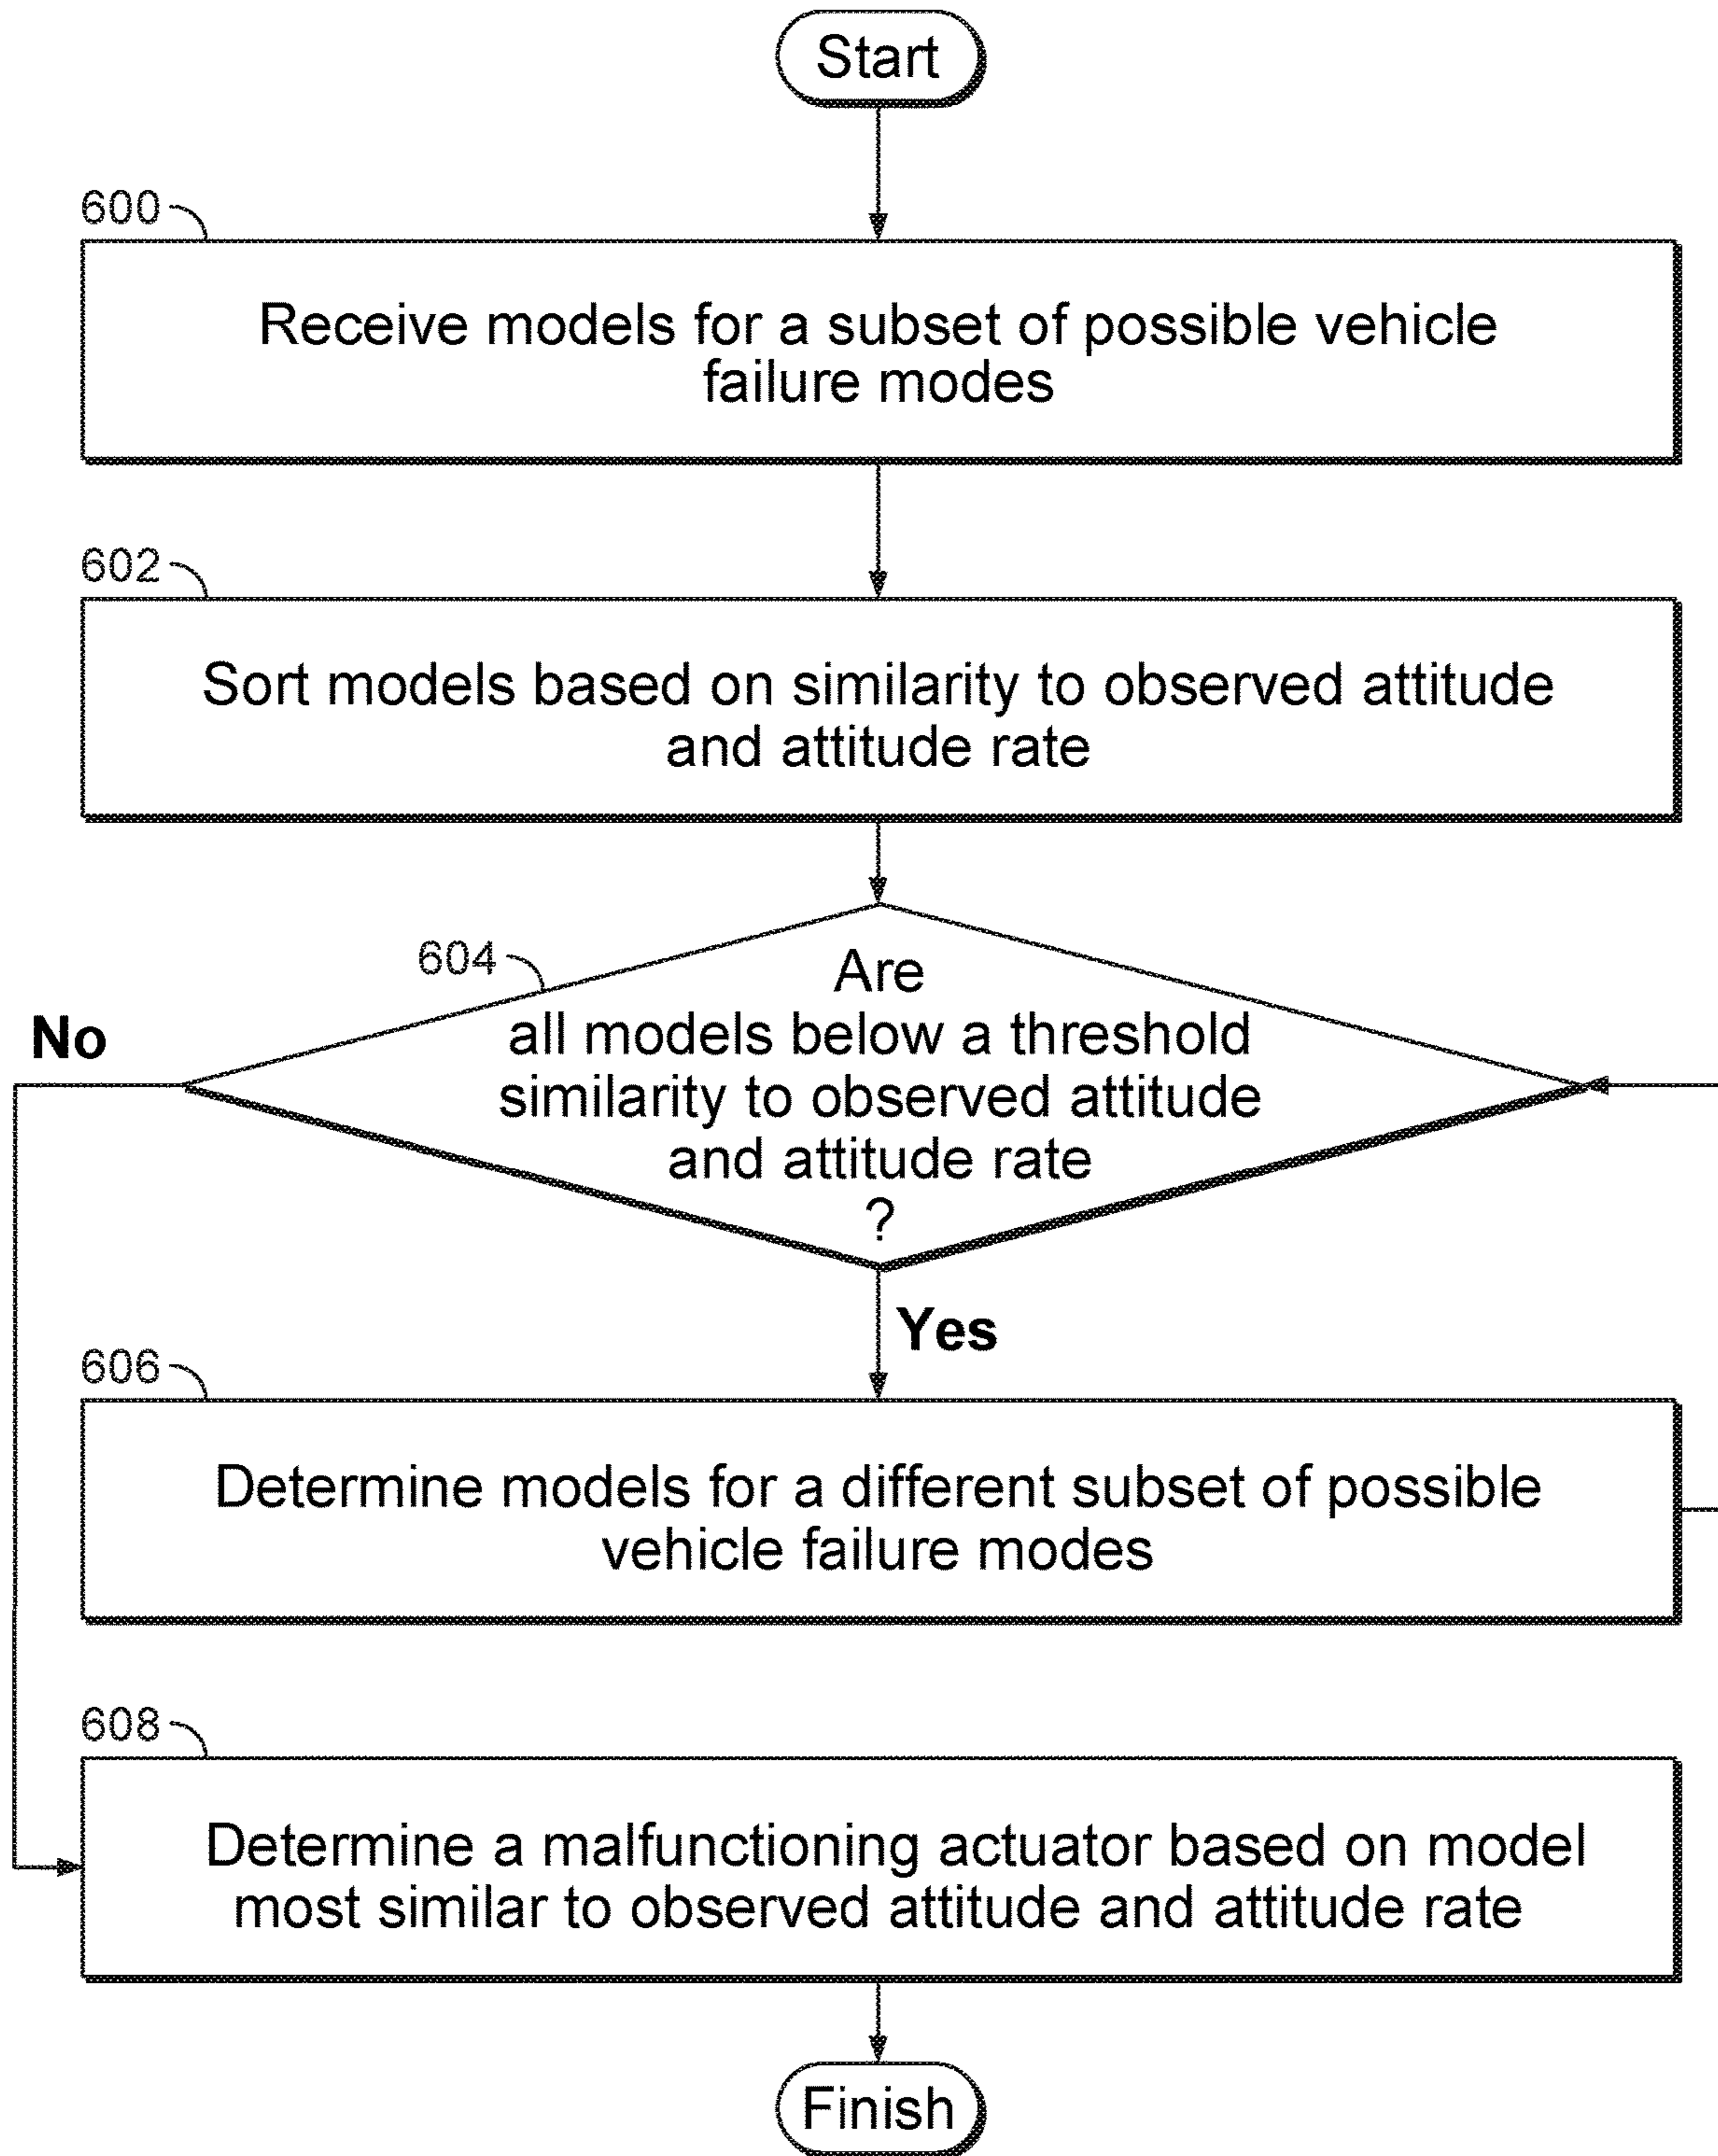 Start
600
Receive models for a subset of possible vehicle
failure modes
602
Sort models based on similarity to observed attitude
and attitude rate
604
Are
all models below a threshold
similarity to observed attitude
and attitude rate
?
No
Yes
606
Determine models for a different subset of possible
vehicle failure modes
608
Determine a malfunctioning actuator based on model
most similar to observed attitude and attitude rate
Finish